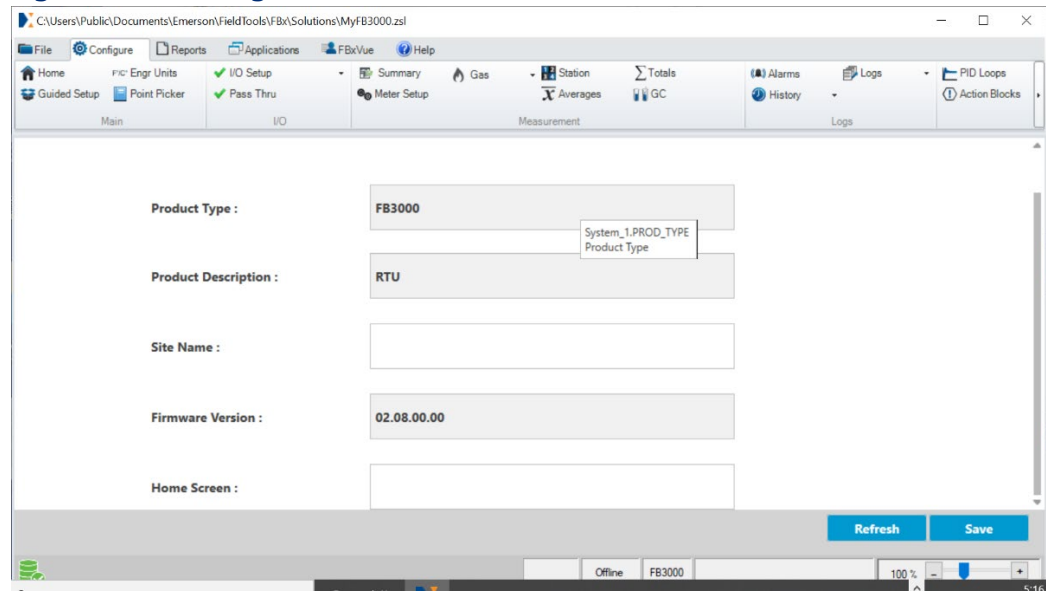 C:\Users\Public\Documents\Emerson\FieldTools\FBx\Solutions\MyFB3000.zsl
File Configure Reports Applications FBxVue Help
Home Engr Units I/O Setup Summary Gas Station Totals Alarms Logs PID Loops
Guided Setup Point Picker Pass Thru Meter Setup Averages GC History Action Blocks
Main I/O Measurement Logs
Product Type : FB3000
System_1.PROD_TYPE
Product Type
Product Description : RTU
Site Name :
Firmware Version : 02.08.00.00
Home Screen :
Refresh Save
Offline FB3000 100 %
5:16